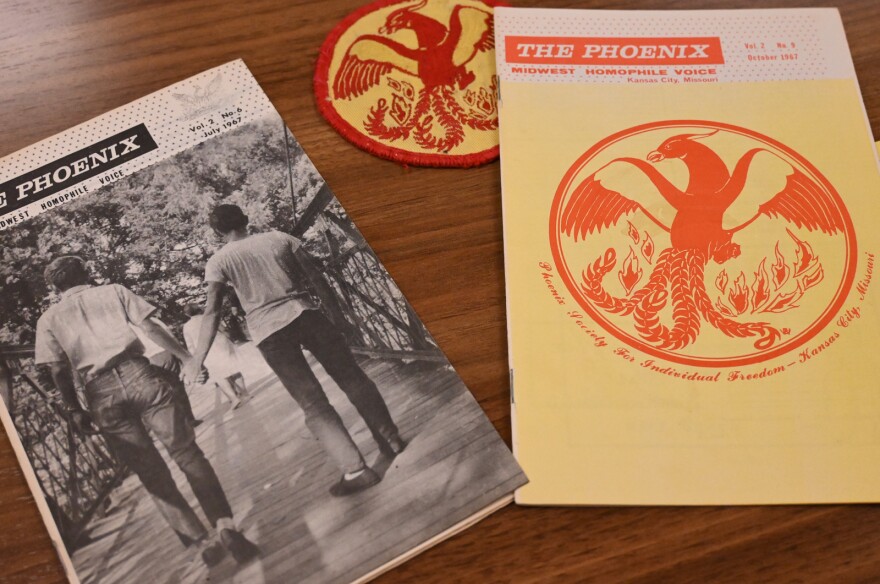 E PHOENIX
DWEST HOMOPHILE VOICE
Vol. 2 No. 6
July 1967
THE PHOENIX
MIDWEST HOMOPHILE VOICE
Kansas City, Missouri
Vol. 2 No. 9
October 1967
Phoenix Society For Individual Freedom – Kansas City, Missouri